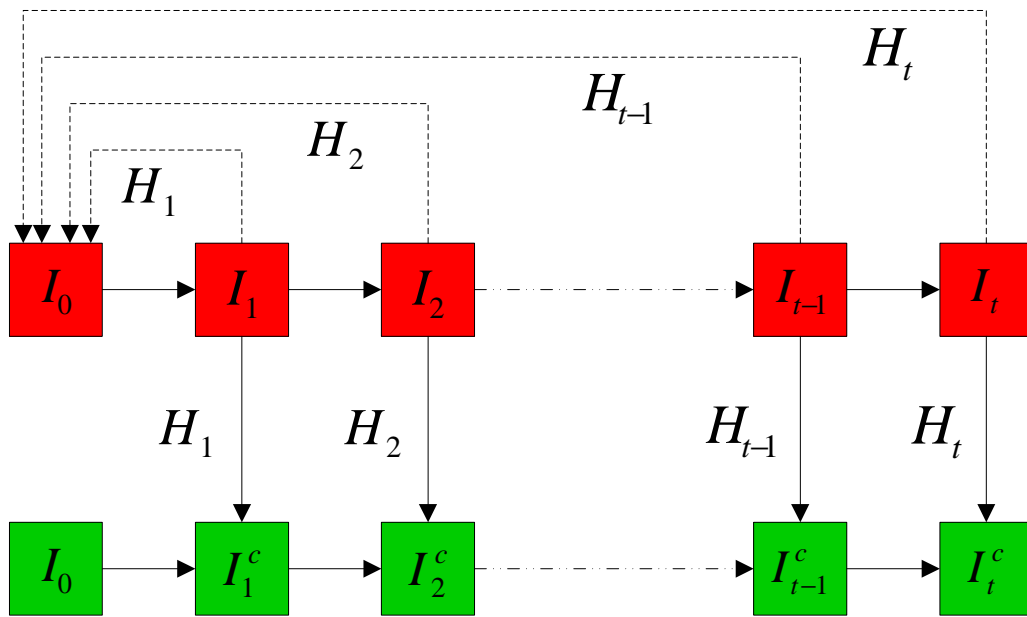 H_t
H_{t-1}
H_2
H_1
I_0 I_1 I_2 I_{t-1} I_t
H_1 H_2 H_{t-1} H_t
I_0 I_1^c I_2^c I_{t-1}^c I_t^c